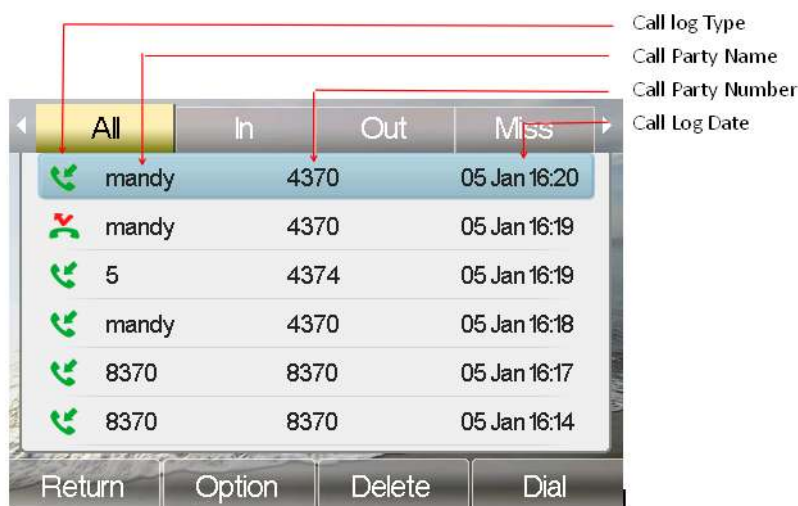 Call log Type
Call Party Name
Call Party Number
Call Log Date
All In Out Miss
mandy 4370 05 Jan 16:20
mandy 4370 05 Jan 16:19
5 4374 05 Jan 16:19
mandy 4370 05 Jan 16:18
8370 8370 05 Jan 16:17
8370 8370 05 Jan 16:14
Return Option Delete Dial